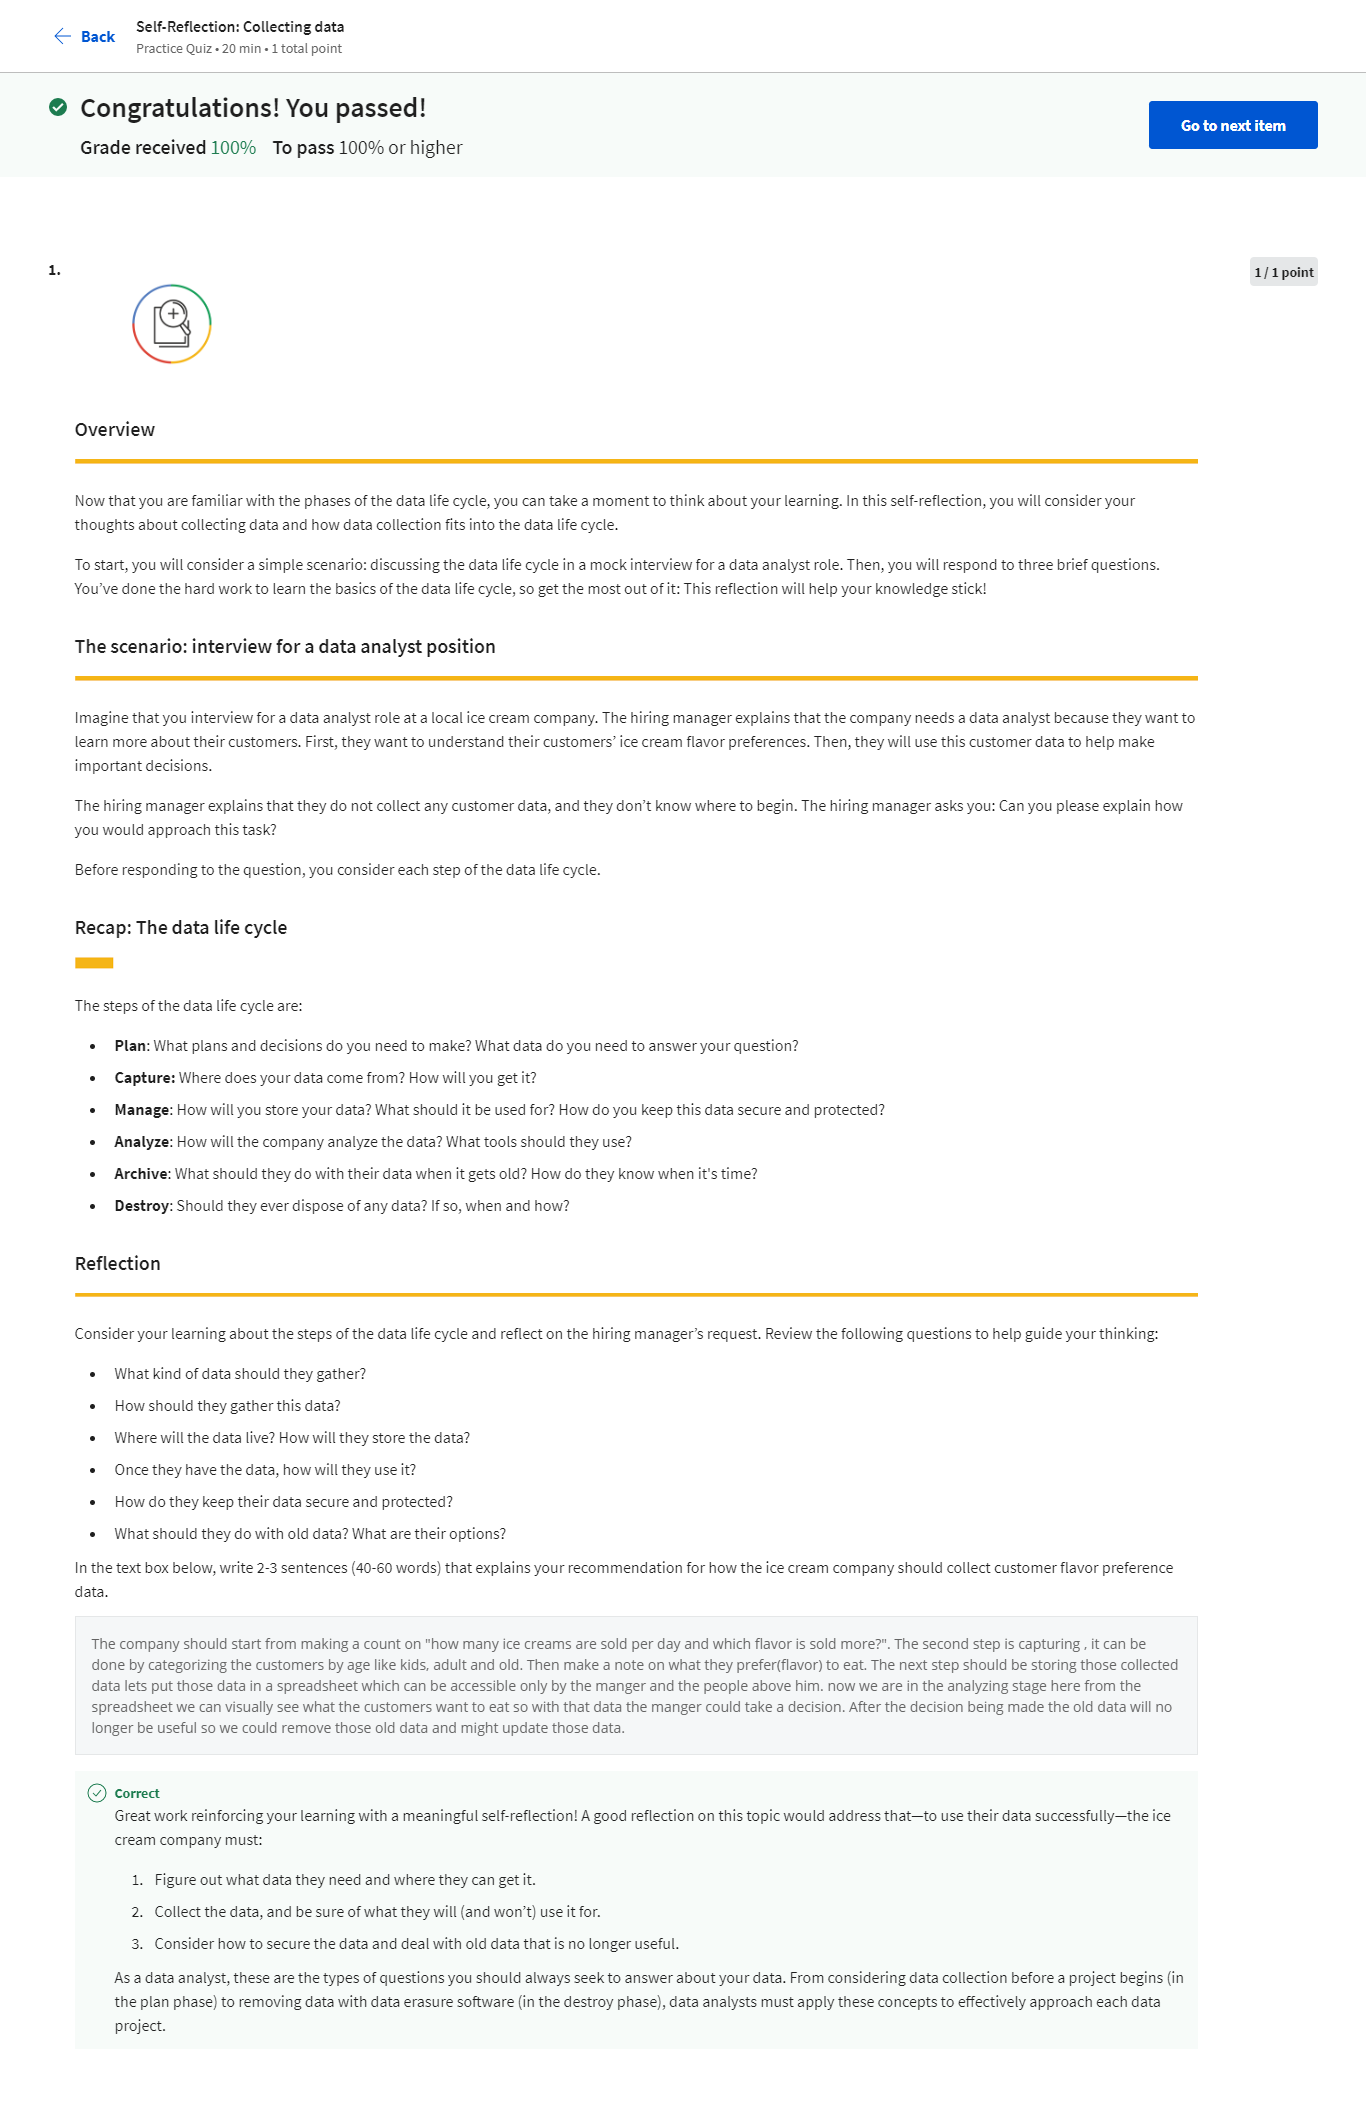 Back
Self-Reflection: Collecting data
Practice Quiz • 20 min • 1 total point
Congratulations! You passed!
Grade received 100% To pass 100% or higher
Go to next item
1.
1 / 1 point
Overview
Now that you are familiar with the phases of the data life cycle, you can take a moment to think about your learning. In this self-reflection, you will consider your
thoughts about collecting data and how data collection fits into the data life cycle.
To start, you will consider a simple scenario: discussing the data life cycle in a mock interview for a data analyst role. Then, you will respond to three brief questions.
You’ve done the hard work to learn the basics of the data life cycle, so get the most out of it: This reflection will help your knowledge stick!
The scenario: interview for a data analyst position
Imagine that you interview for a data analyst role at a local ice cream company. The hiring manager explains that the company needs a data analyst because they want to
learn more about their customers. First, they want to understand their customers’ ice cream flavor preferences. Then, they will use this customer data to help make
important decisions.
The hiring manager explains that they do not collect any customer data, and they don’t know where to begin. The hiring manager asks you: Can you please explain how
you would approach this task?
Before responding to the question, you consider each step of the data life cycle.
Recap: The data life cycle
The steps of the data life cycle are:
• Plan: What plans and decisions do you need to make? What data do you need to answer your question?
• Capture: Where does your data come from? How will you get it?
• Manage: How will you store your data? What should it be used for? How do you keep this data secure and protected?
• Analyze: How will the company analyze the data? What tools should they use?
• Archive: What should they do with their data when it gets old? How do they know when it's time?
• Destroy: Should they ever dispose of any data? If so, when and how?
Reflection
Consider your learning about the steps of the data life cycle and reflect on the hiring manager’s request. Review the following questions to help guide your thinking:
• What kind of data should they gather?
• How should they gather this data?
• Where will the data live? How will they store the data?
• Once they have the data, how will they use it?
• How do they keep their data secure and protected?
• What should they do with old data? What are their options?
In the text box below, write 2-3 sentences (40-60 words) that explains your recommendation for how the ice cream company should collect customer flavor preference
data.
The company should start from making a count on "how many ice creams are sold per day and which flavor is sold more?". The second step is capturing , it can be
done by categorizing the customers by age like kids, adult and old. Then make a note on what they prefer(flavor) to eat. The next step should be storing those collected
data lets put those data in a spreadsheet which can be accessible only by the manger and the people above him. now we are in the analyzing stage here from the
spreadsheet we can visually see what the customers want to eat so with that data the manger could take a decision. After the decision being made the old data will no
longer be useful so we could remove those old data and might update those data.
Correct
Great work reinforcing your learning with a meaningful self-reflection! A good reflection on this topic would address that—to use their data successfully—the ice
cream company must:
1. Figure out what data they need and where they can get it.
2. Collect the data, and be sure of what they will (and won’t) use it for.
3. Consider how to secure the data and deal with old data that is no longer useful.
As a data analyst, these are the types of questions you should always seek to answer about your data. From considering data collection before a project begins (in
the plan phase) to removing data with data erasure software (in the destroy phase), data analysts must apply these concepts to effectively approach each data
project.